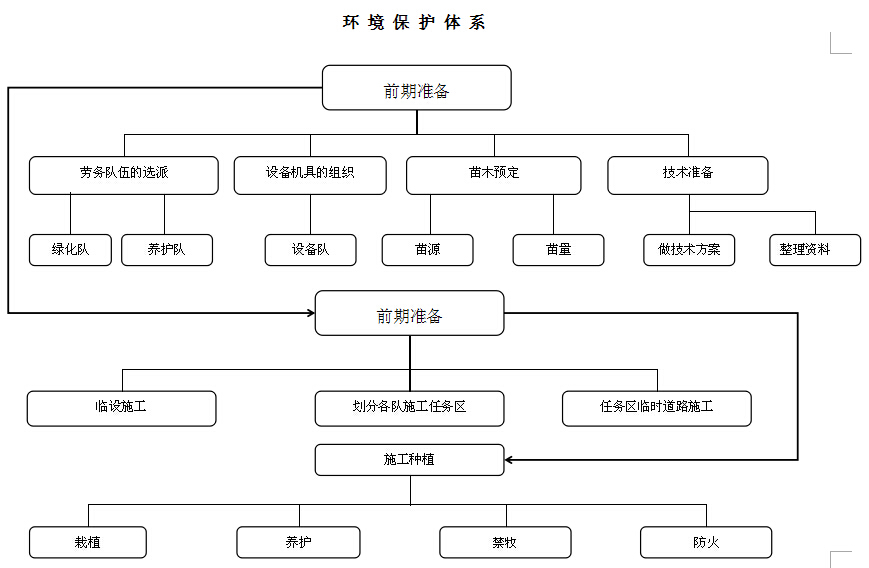 环境保护体系
前期准备
劳务队伍的选派
设备机具的组织
苗木预定
技术准备
绿化队
养护队
设备队
苗源
苗量
做技术方案
整理资料
前期准备
临设施工
划分各队施工任务区
任务区临时道路施工
施工种植
栽植
养护
禁牧
防火